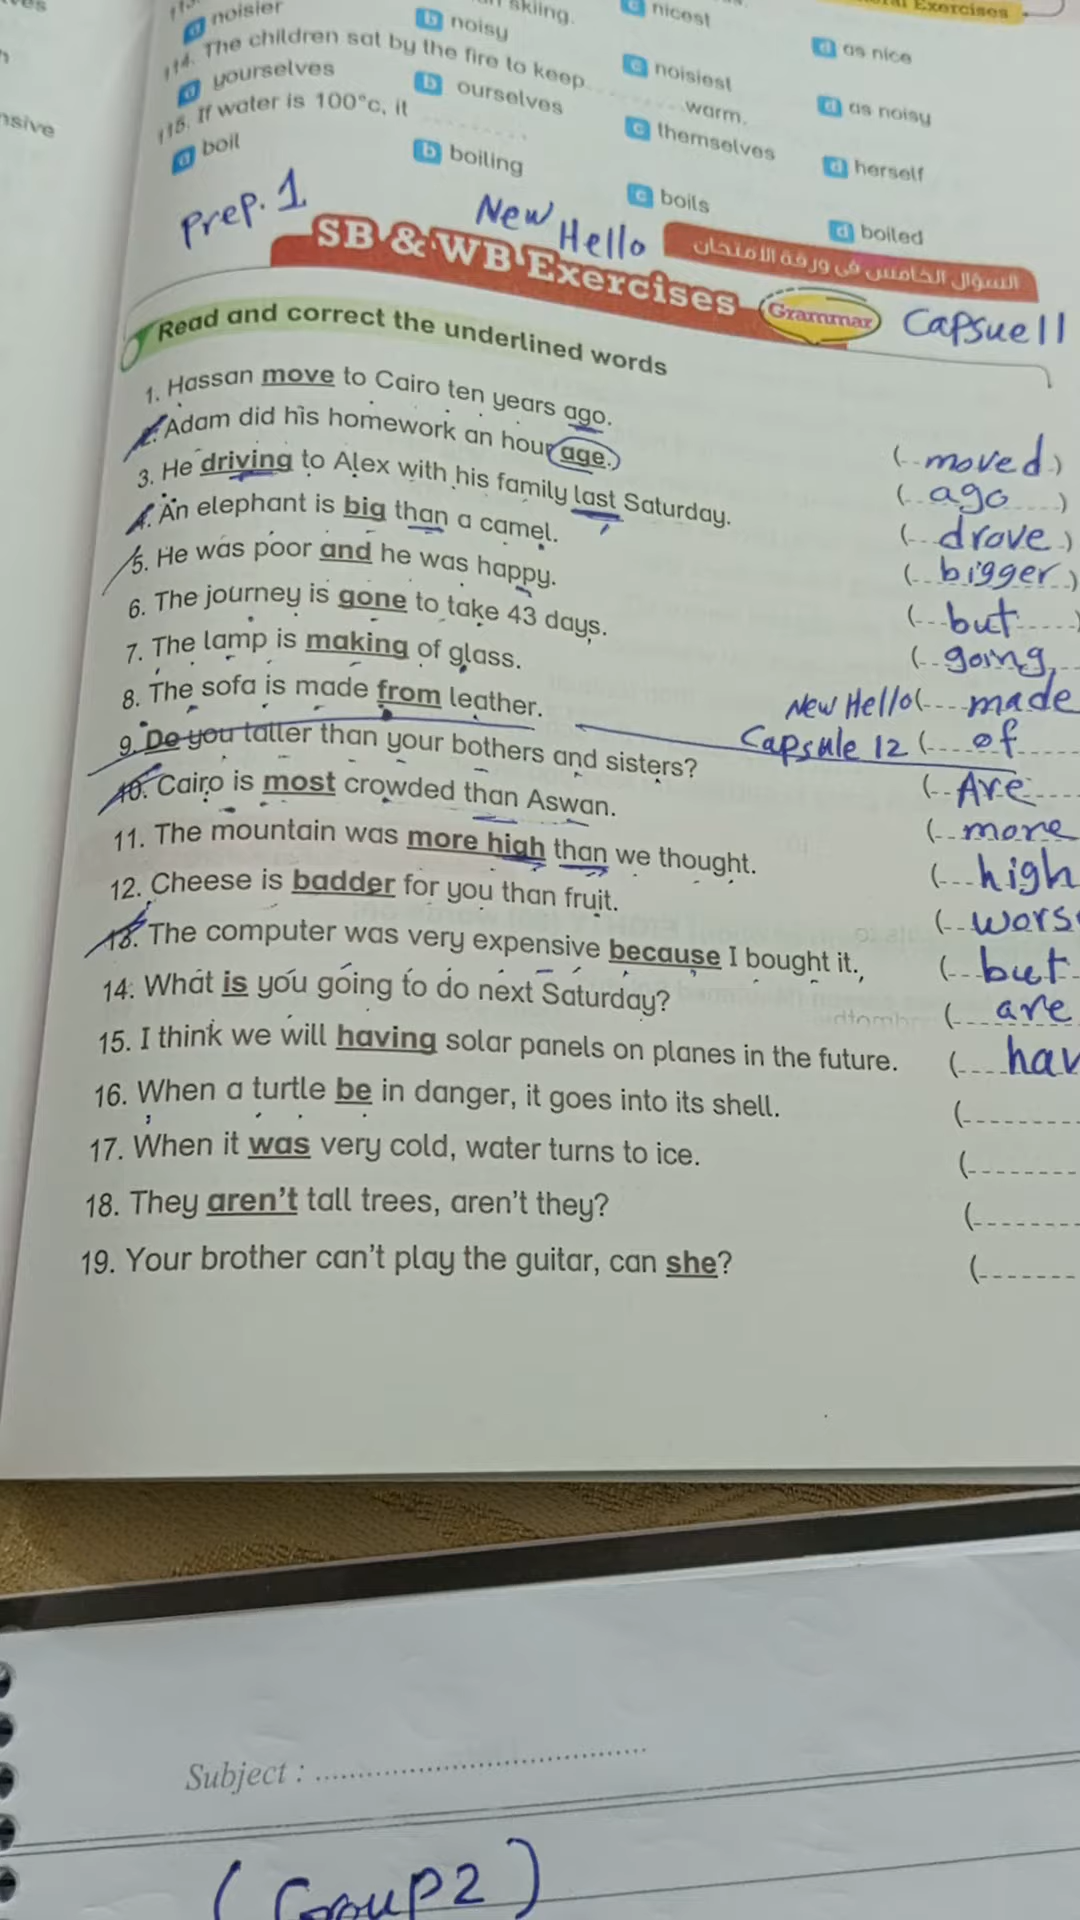 noisier
b noisy
skiing.
c nicest
d as nice
Exercises
114. The children sat by the fire to keep .......... warm.
c noisiest
d as noisy
a yourselves
b ourselves
c themselves
d herself
115. If water is 100°c, it ..........
a boil
b boiling
c boils
d boiled
Prep. 1
New Hello
SB & WB Exercises
السؤال الخامس فى ورقة الامتحان
Grammar
Capsuell
Read and correct the underlined words
1. Hassan move to Cairo ten years ago. (moved)
2. Adam did his homework an hour age. (ago)
3. He driving to Alex with his family last Saturday. (drove)
4. An elephant is big than a camel. (bigger)
5. He was poor and he was happy. (but)
6. The journey is gone to take 43 days. (going
7. The lamp is making of glass. (made
8. The sofa is made from leather. (of
New Hello
Capsule 12
9. Do you taller than your bothers and sisters? (Are
10. Cairo is most crowded than Aswan. (more
11. The mountain was more high than we thought. (high
12. Cheese is badder for you than fruit. (wors
13. The computer was very expensive because I bought it., (but
14. What is you going to do next Saturday? (are
15. I think we will having solar panels on planes in the future. (hav
16. When a turtle be in danger, it goes into its shell. (
17. When it was very cold, water turns to ice. (
18. They aren't tall trees, aren't they? (
19. Your brother can't play the guitar, can she? (
Subject : ..........
(Group 2)